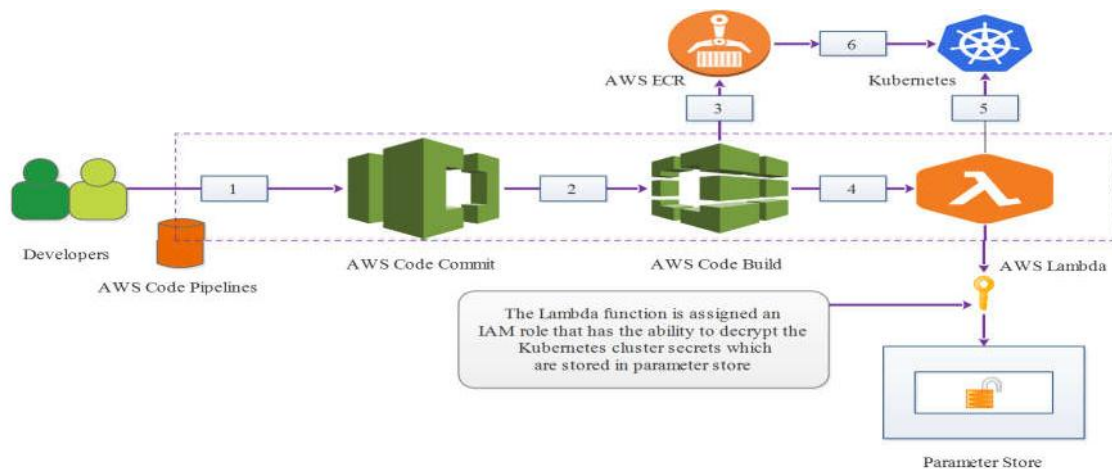 6
AWS ECR
Kubernetes
3
5
1
2
4
Developers
AWS Code Pipelines
AWS Code Commit
AWS Code Build
AWS Lambda
The Lambda function is assigned an
IAM role that has the ability to decrypt the
Kubernetes cluster secrets which
are stored in parameter store
Parameter Store